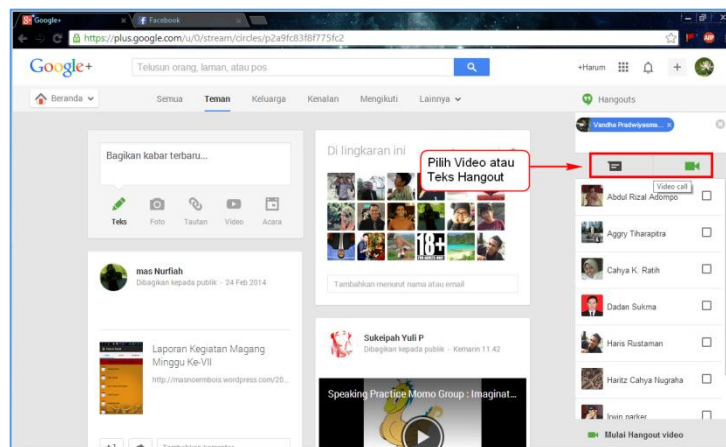 Google+
Facebook
https://plus.google.com/u/0/stream/circles/p2a9fc83f8f775fc2
Google+
Telusuri orang, laman, atau pos
+Harum
Beranda
Semua
Teman
Keluarga
Kenalan
Mengikuti
Lainnya
Hangouts
Bagikan kabar terbaru...
Teks
Foto
Tautan
Video
Acara
Di lingkaran ini
18+
Tambahkan menurut nama atau email
Pilih Video atau
Teks Hangout
Video call
Abdul Rizal Adompo
Aggry Tiharapitra
Cahya K. Ratih
Dadan Sukma
Haris Rustaman
Haritz Cahya Nugraha
Irwin parker
Mulai Hangout video
mas Nurfiah
Dibagikan kepada publik - 24 Feb 2014
Laporan Kegiatan Magang
Minggu Ke-VII
http://masnoermbois.wordpress.com/20...
+1
Tambahkan komentar
Sukeipah Yuli P
Dibagikan kepada publik - Kemarin 11.42
Speaking Practice Momo Group : Imaginat...